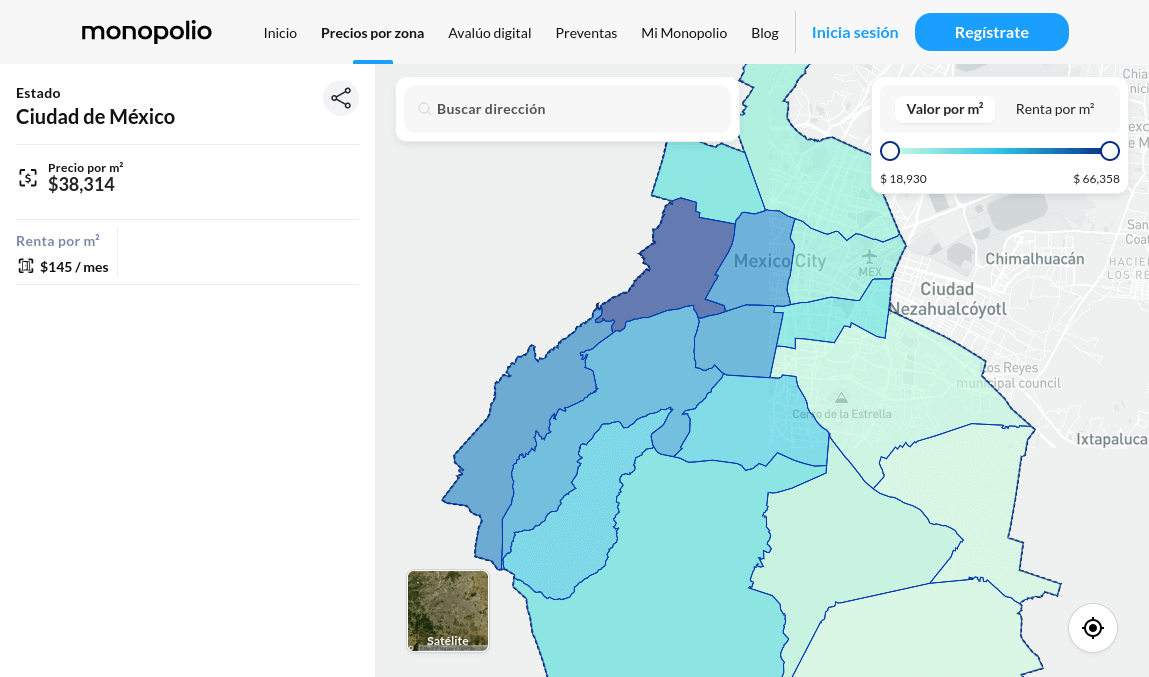 monopolio
Inicio
Precios por zona
Avalúo digital
Preventas
Mi Monopolio
Blog
Inicia sesión
Regístrate
Estado
Ciudad de México
Precio por m²
$38,314
Renta por m²
$145 / mes
Buscar dirección
Valor por m²
Renta por m²
$ 18,930
$ 66,358
Mexico City
MEX
Chimalhuacán
Ciudad
Nezahualcóyotl
Los Reyes
municipal council
Cerro de la Estrella
Ixtapaluca
Satélite